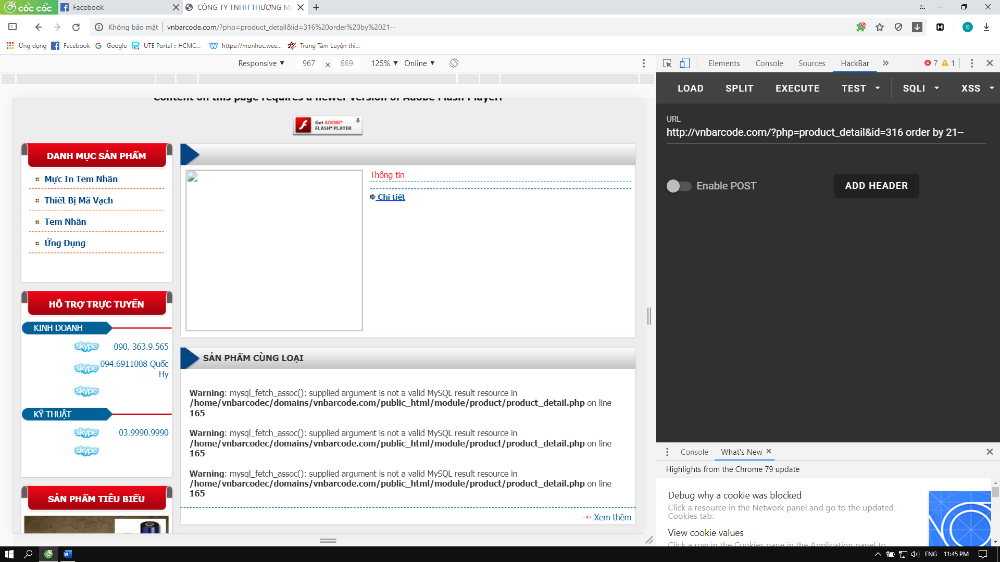 cốc cốc
Facebook
CÔNG TY TNHH THƯƠNG MẠ
Không bảo mật
vnbarcode.com/?php=product_detail&id=316%20order%20by%2021--
Ứng dụng
Facebook
Google
UTE Portal :: HCMC...
https://monhoc.wee...
Trung Tâm Luyện thi...
Responsive
967 × 669
125%
Online
Elements
Console
Sources
HackBar
7
1
LOAD
SPLIT
EXECUTE
TEST
SQLI
XSS
URL
http://vnbarcode.com/?php=product_detail&id=316 order by 21--
Enable POST
ADD HEADER
Content on this page requires a newer version of Adobe Flash Player.
Get ADOBE®
FLASH® PLAYER
DANH MỤC SẢN PHẨM
Mực In Tem Nhãn
Thiết Bị Mã Vạch
Tem Nhãn
Ứng Dụng
HỖ TRỢ TRỰC TUYẾN
KINH DOANH
skype 090. 363.9.565
skype 094.6911008 Quốc
Hy
skype
KỸ THUẬT
skype 03.9990.9990
skype
SẢN PHẨM TIÊU BIỂU
Thông tin
Chi tiết
SẢN PHẨM CÙNG LOẠI
Warning: mysql_fetch_assoc(): supplied argument is not a valid MySQL result resource in
/home/vnbarcodec/domains/vnbarcode.com/public_html/module/product/product_detail.php on line
165
Warning: mysql_fetch_assoc(): supplied argument is not a valid MySQL result resource in
/home/vnbarcodec/domains/vnbarcode.com/public_html/module/product/product_detail.php on line
165
Warning: mysql_fetch_assoc(): supplied argument is not a valid MySQL result resource in
/home/vnbarcodec/domains/vnbarcode.com/public_html/module/product/product_detail.php on line
165
Xem thêm
Console
What's New
Highlights from the Chrome 79 update
Debug why a cookie was blocked
Click a resource in the Network panel and go to the updated
Cookies tab.
View cookie values
Click a row in the Cookies pane in the Application panel to
ENG
11:45 PM